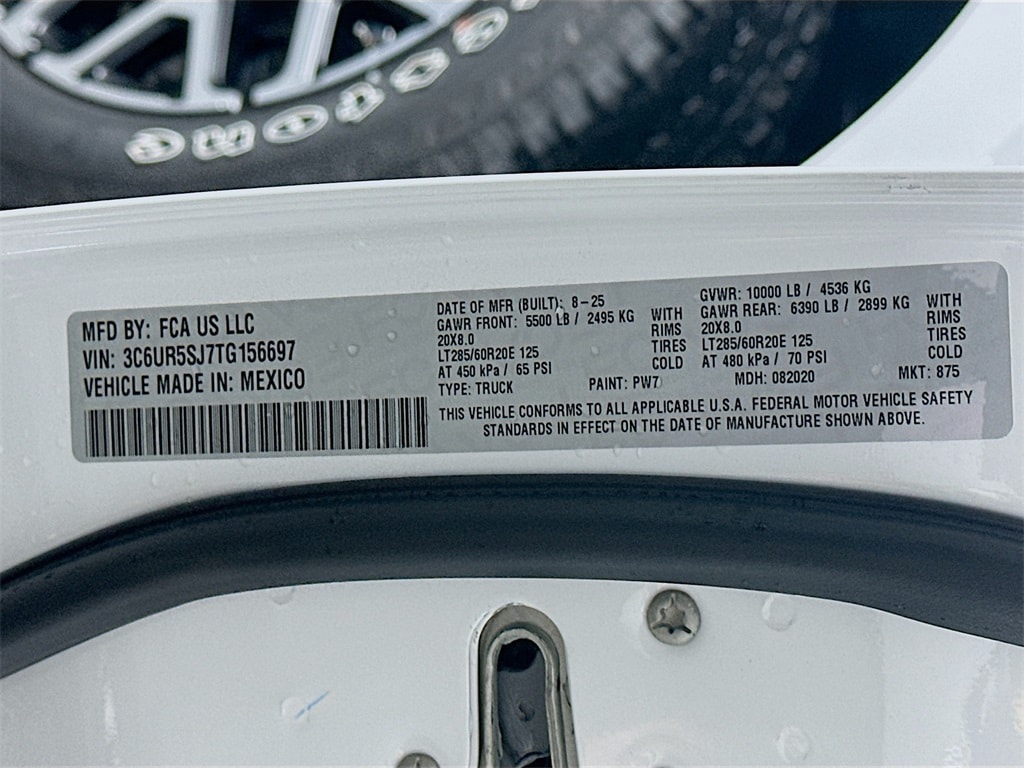 MFD BY: FCA US LLC
VIN: 3C6UR5SJ7TG156697
VEHICLE MADE IN: MEXICO
DATE OF MFR (BUILT): 8-25
GAWR FRONT: 5500 LB / 2495 KG WITH
20X8.0 RIMS
LT285/60R20E 125 TIRES
AT 450 kPa / 65 PSI COLD
TYPE: TRUCK PAINT: PW7
GVWR: 10000 LB / 4536 KG
GAWR REAR: 6390 LB / 2899 KG WITH
20X8.0 RIMS
LT285/60R20E 125 TIRES
AT 480 kPa / 70 PSI COLD
MDH: 082020 MKT: 875
THIS VEHICLE CONFORMS TO ALL APPLICABLE U.S.A. FEDERAL MOTOR VEHICLE SAFETY
STANDARDS IN EFFECT ON THE DATE OF MANUFACTURE SHOWN ABOVE.